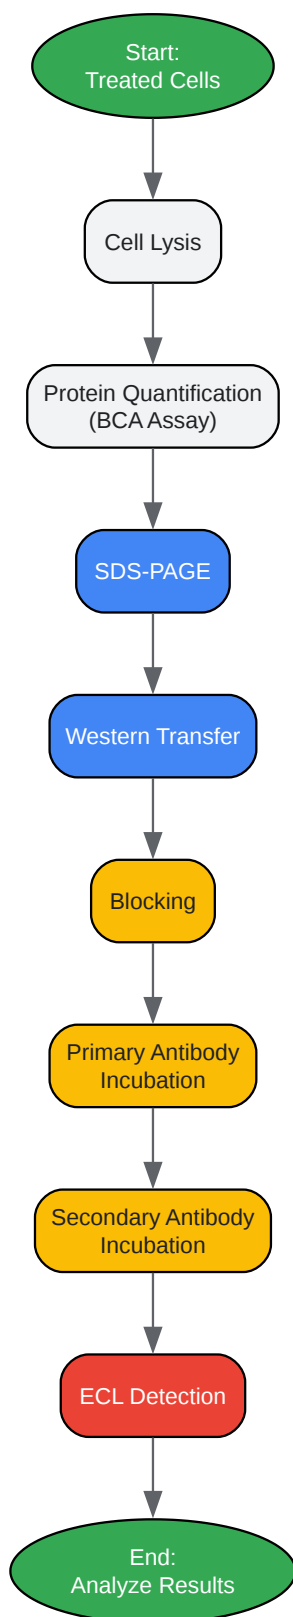 Start:
Treated Cells
Cell Lysis
Protein Quantification
(BCA Assay)
SDS-PAGE
Western Transfer
Blocking
Primary Antibody
Incubation
Secondary Antibody
Incubation
ECL Detection
End:
Analyze Results